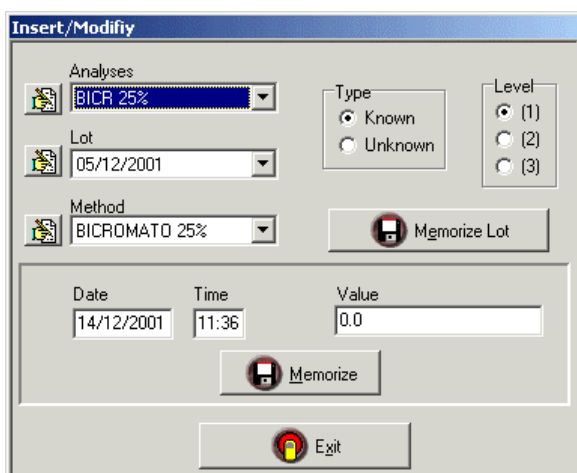 Insert/Modifiy
Analyses
BICR 25%
Lot
05/12/2001
Method
BICROMATO 25%
Type
Known
Unknown
Level
(1)
(2)
(3)
Memorize Lot
Date
Time
Value
14/12/2001
11:36
0.0
Memorize
Exit